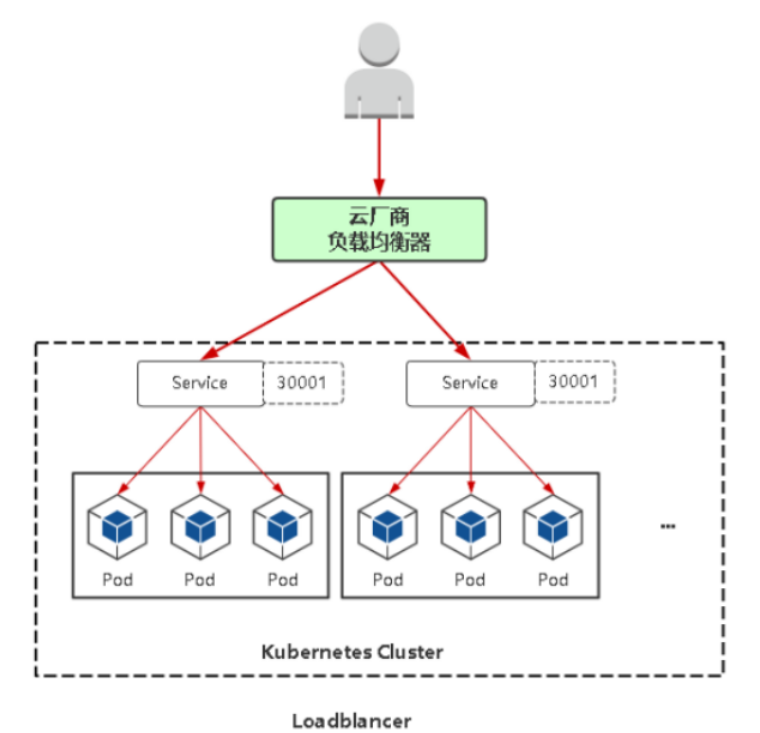 云厂商
负载均衡器
Service 30001 Service 30001
Pod Pod Pod Pod Pod Pod
...
Kubernetes Cluster
Loadblancer